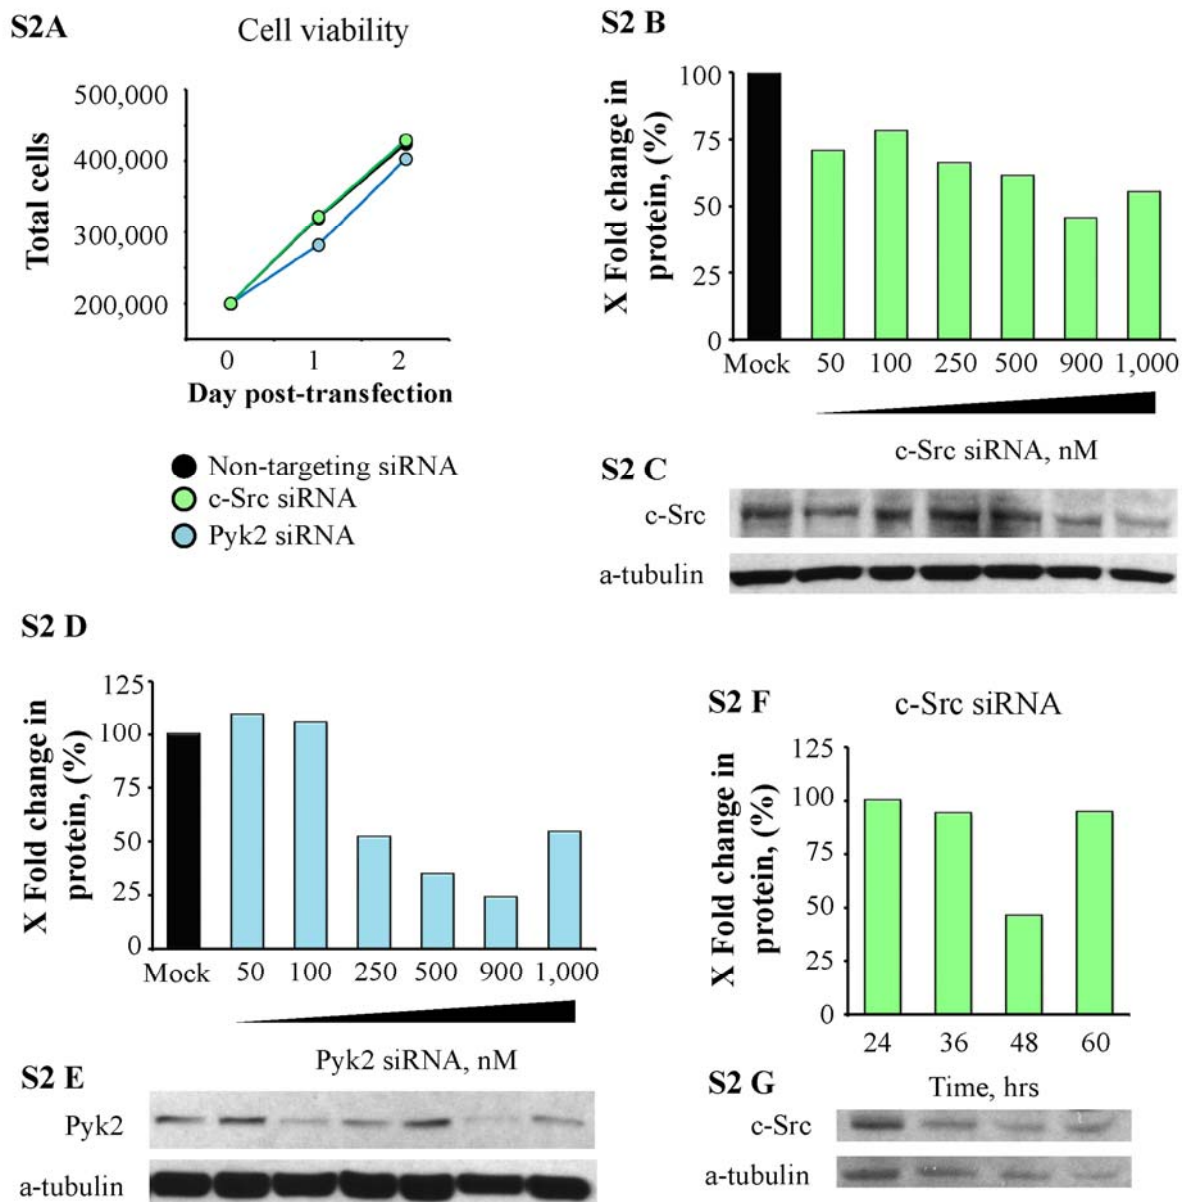 S2A
Cell viability
500,000
400,000
300,000
200,000
Total cells
0 1 2
Day post-transfection
Non-targeting siRNA
c-Src siRNA
Pyk2 siRNA
S2 B
X Fold change in
protein, (%)
100
75
50
25
0
Mock 50 100 250 500 900 1,000
c-Src siRNA, nM
S2 C
c-Src
a-tubulin
S2 D
X Fold change in
protein, (%)
125
100
75
50
25
0
Mock 50 100 250 500 900 1,000
Pyk2 siRNA, nM
S2 E
Pyk2
a-tubulin
S2 F
c-Src siRNA
X Fold change in
protein, (%)
125
100
75
50
25
0
24 36 48 60
Time, hrs
S2 G
c-Src
a-tubulin